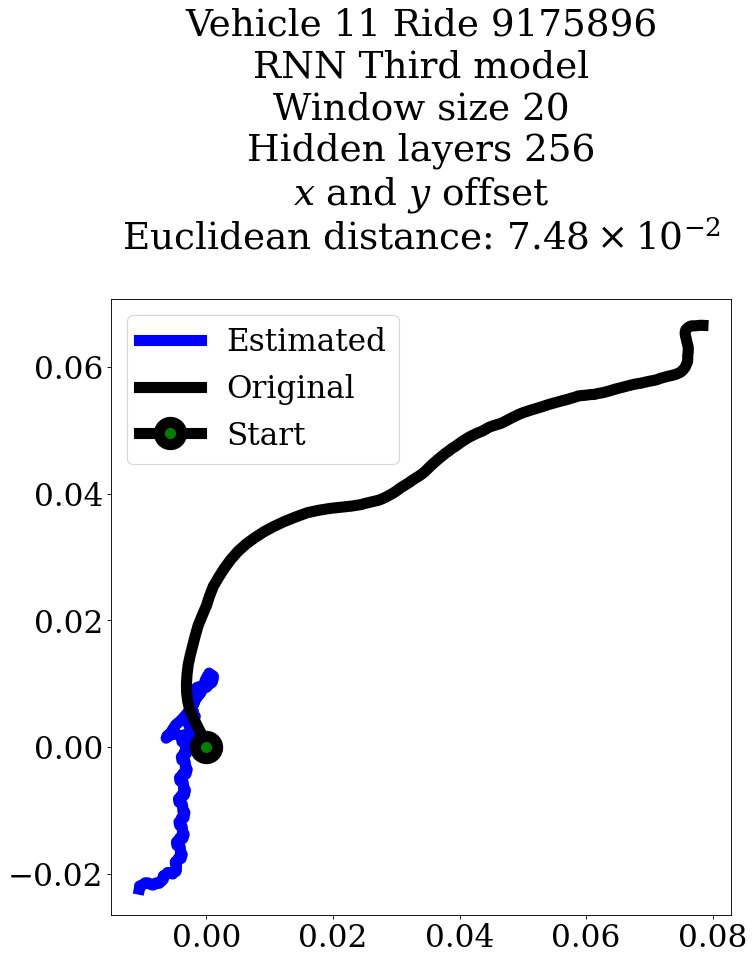 Vehicle 11 Ride 9175896
RNN Third model
Window size 20
Hidden layers 256
x and y offset
Euclidean distance: 7.48 × 10⁻²
Estimated
Original
Start
0.06
0.04
0.02
0.00
−0.02
0.00 0.02 0.04 0.06 0.08